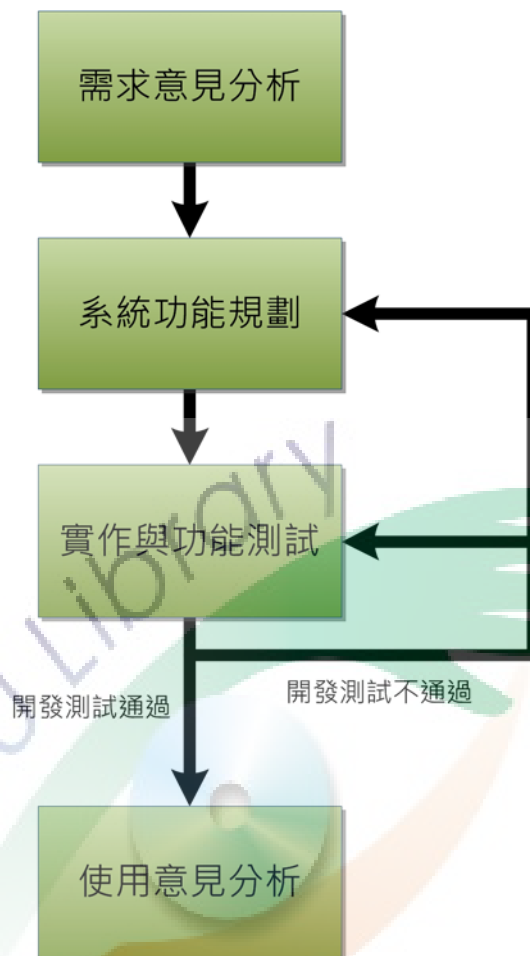 需求意見分析
系統功能規劃
實作與功能測試
開發測試通過
開發測試不通過
使用意見分析
Library